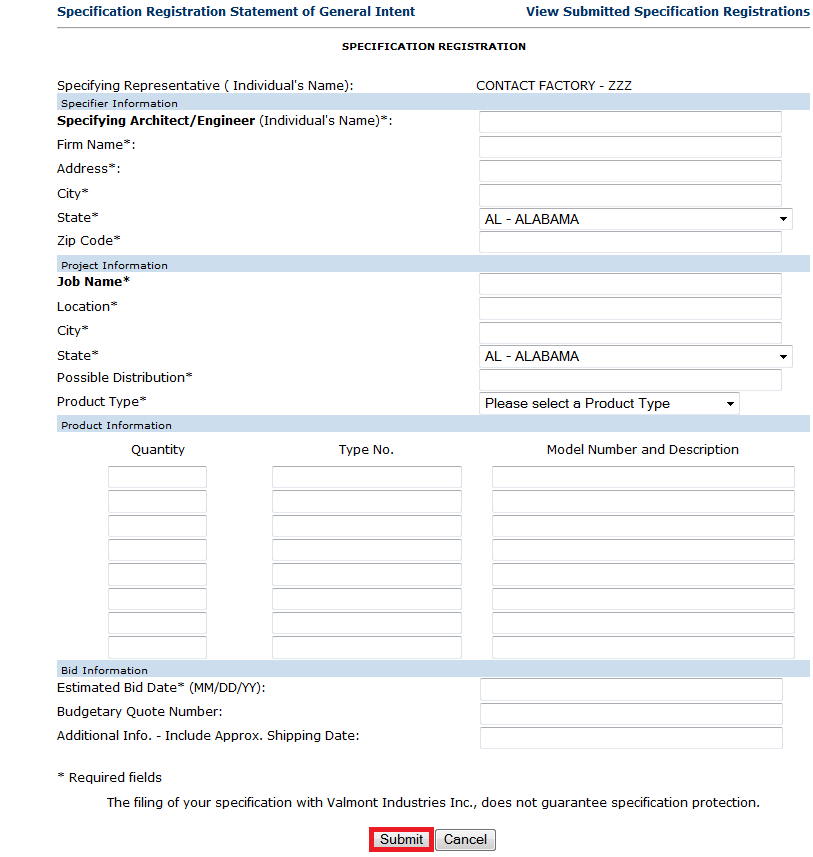 Specification Registration Statement of General Intent View Submitted Specification Registrations
SPECIFICATION REGISTRATION
Specifying Representative ( Individual's Name): CONTACT FACTORY - ZZZ
Specifier Information
Specifying Architect/Engineer (Individual's Name)*:
Firm Name*:
Address*:
City*
State* AL - ALABAMA
Zip Code*
Project Information
Job Name*
Location*
City*
State* AL - ALABAMA
Possible Distribution*
Product Type* Please select a Product Type
Product Information
Quantity Type No. Model Number and Description
Bid Information
Estimated Bid Date* (MM/DD/YY):
Budgetary Quote Number:
Additional Info. - Include Approx. Shipping Date:
* Required fields
The filing of your specification with Valmont Industries Inc., does not guarantee specification protection.
Submit Cancel